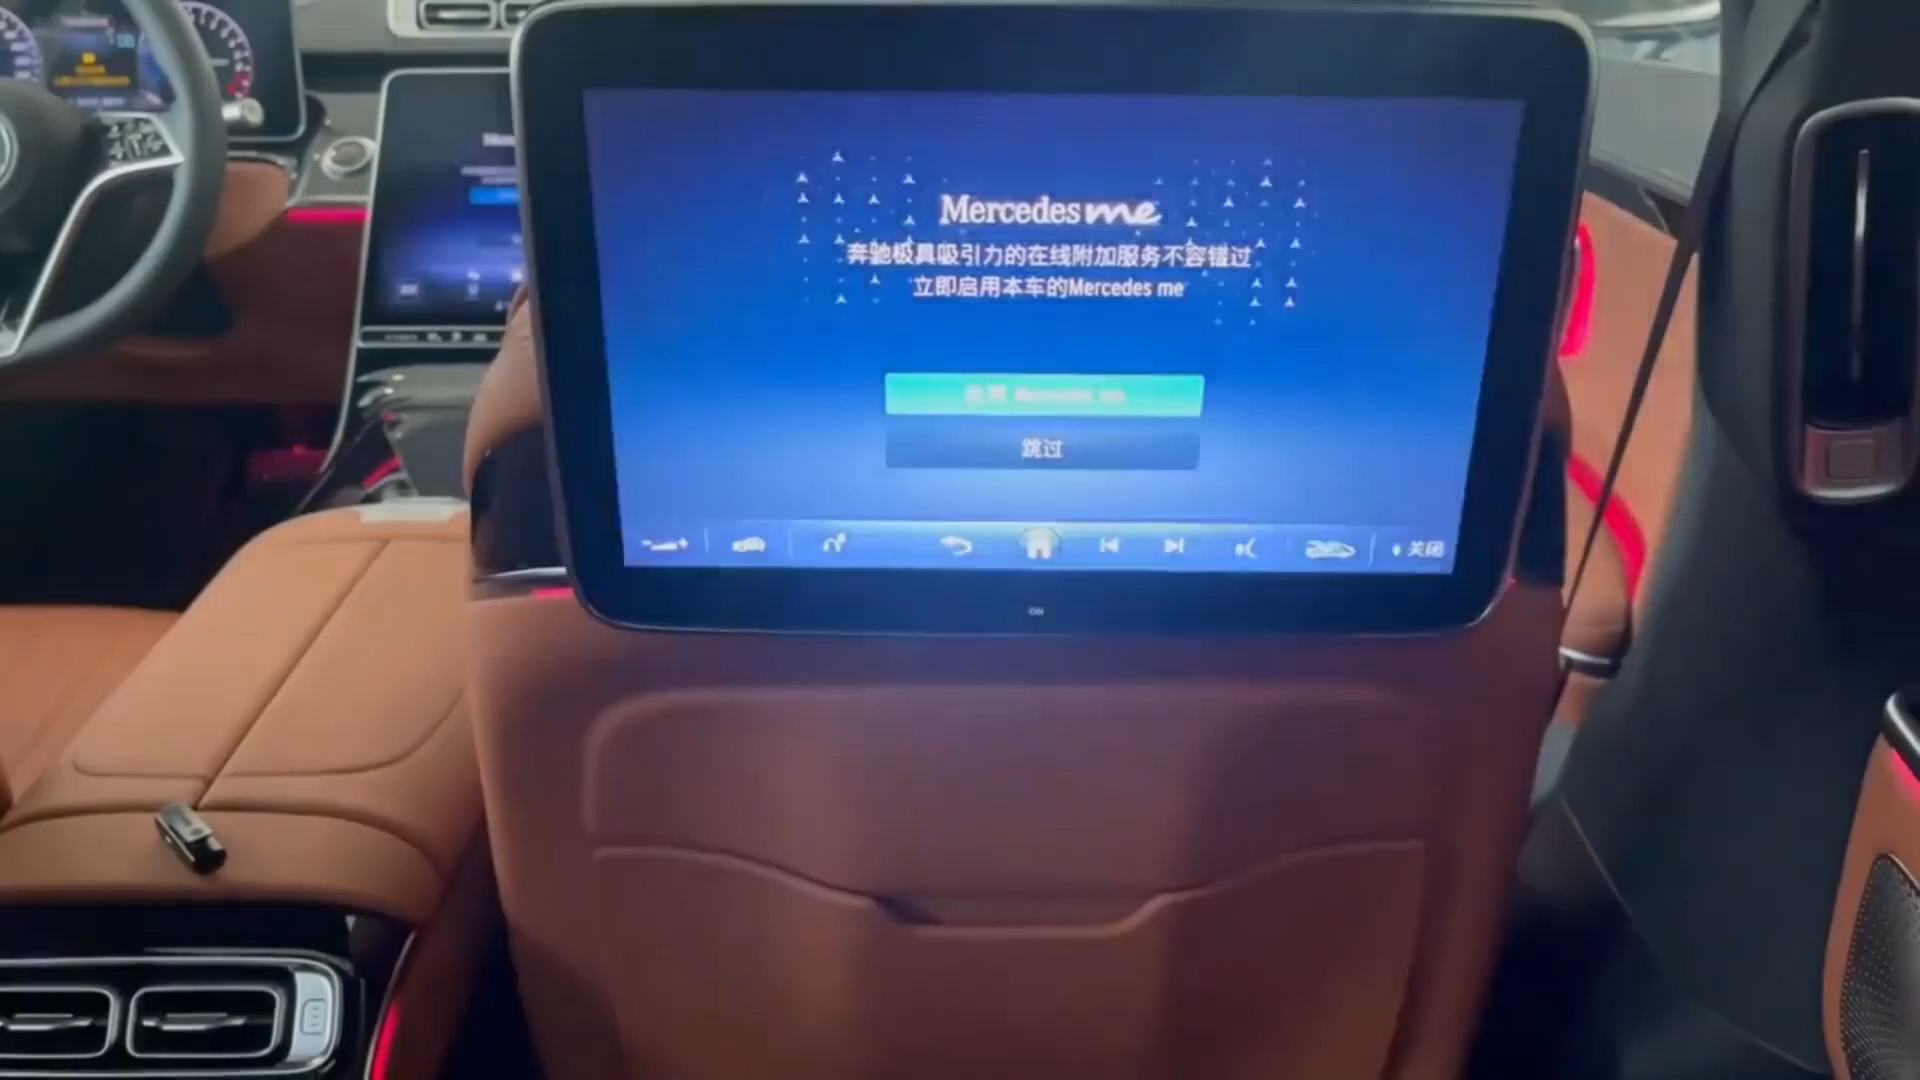 Mercedes me
奔驰极具吸引力的在线附加服务不容错过
立即启用本车的Mercedes me
跳过
关闭
ON